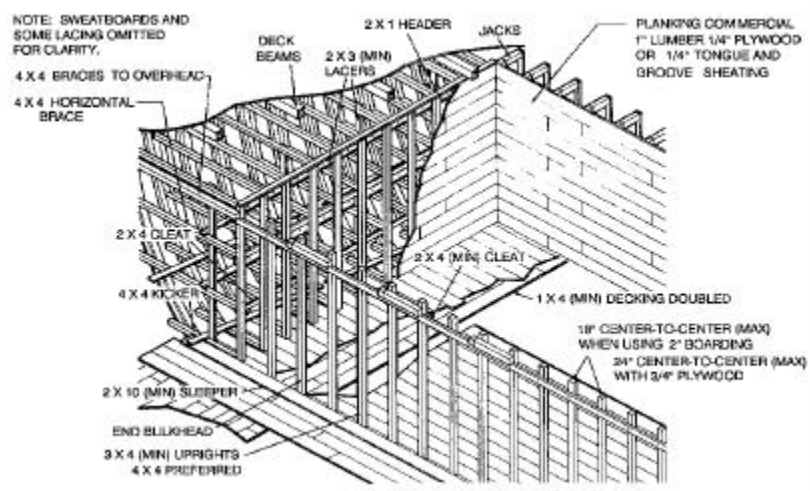 NOTE: SWEATBOARDS AND
SOME LACING OMITTED
FOR CLARITY.
4 X 4 BRACIES TO OVERHEAD
4 X 4 HORIZONTAL
BRACE
DECK
BEAMS
2 X 3 (MIN)
LACERS
2 X 1 HEADER
JACKS
PLANKING COMMERCIAL
1" LUMBER 1/4" PLYWOOD
OR 1/4" TONGUE AND
GROOVE SHEATING
2 X 4 CLEAT
4 X 4 KICKER
2 X 4 (MIN) CLEAT
1 X 4 (MIN) DECKING DOUBLED
18" CENTER-TO-CENTER (MAX)
WHEN USING 2" BOARDING
24" CENTER-TO-CENTER (MAX)
WITH 3/4" PLYWOOD
2 X 10 (MIN) SLEEPER
END BLILKHEAD
3 X 4 (MIN) UPRIGHTS
4 X 4 PREFERRED